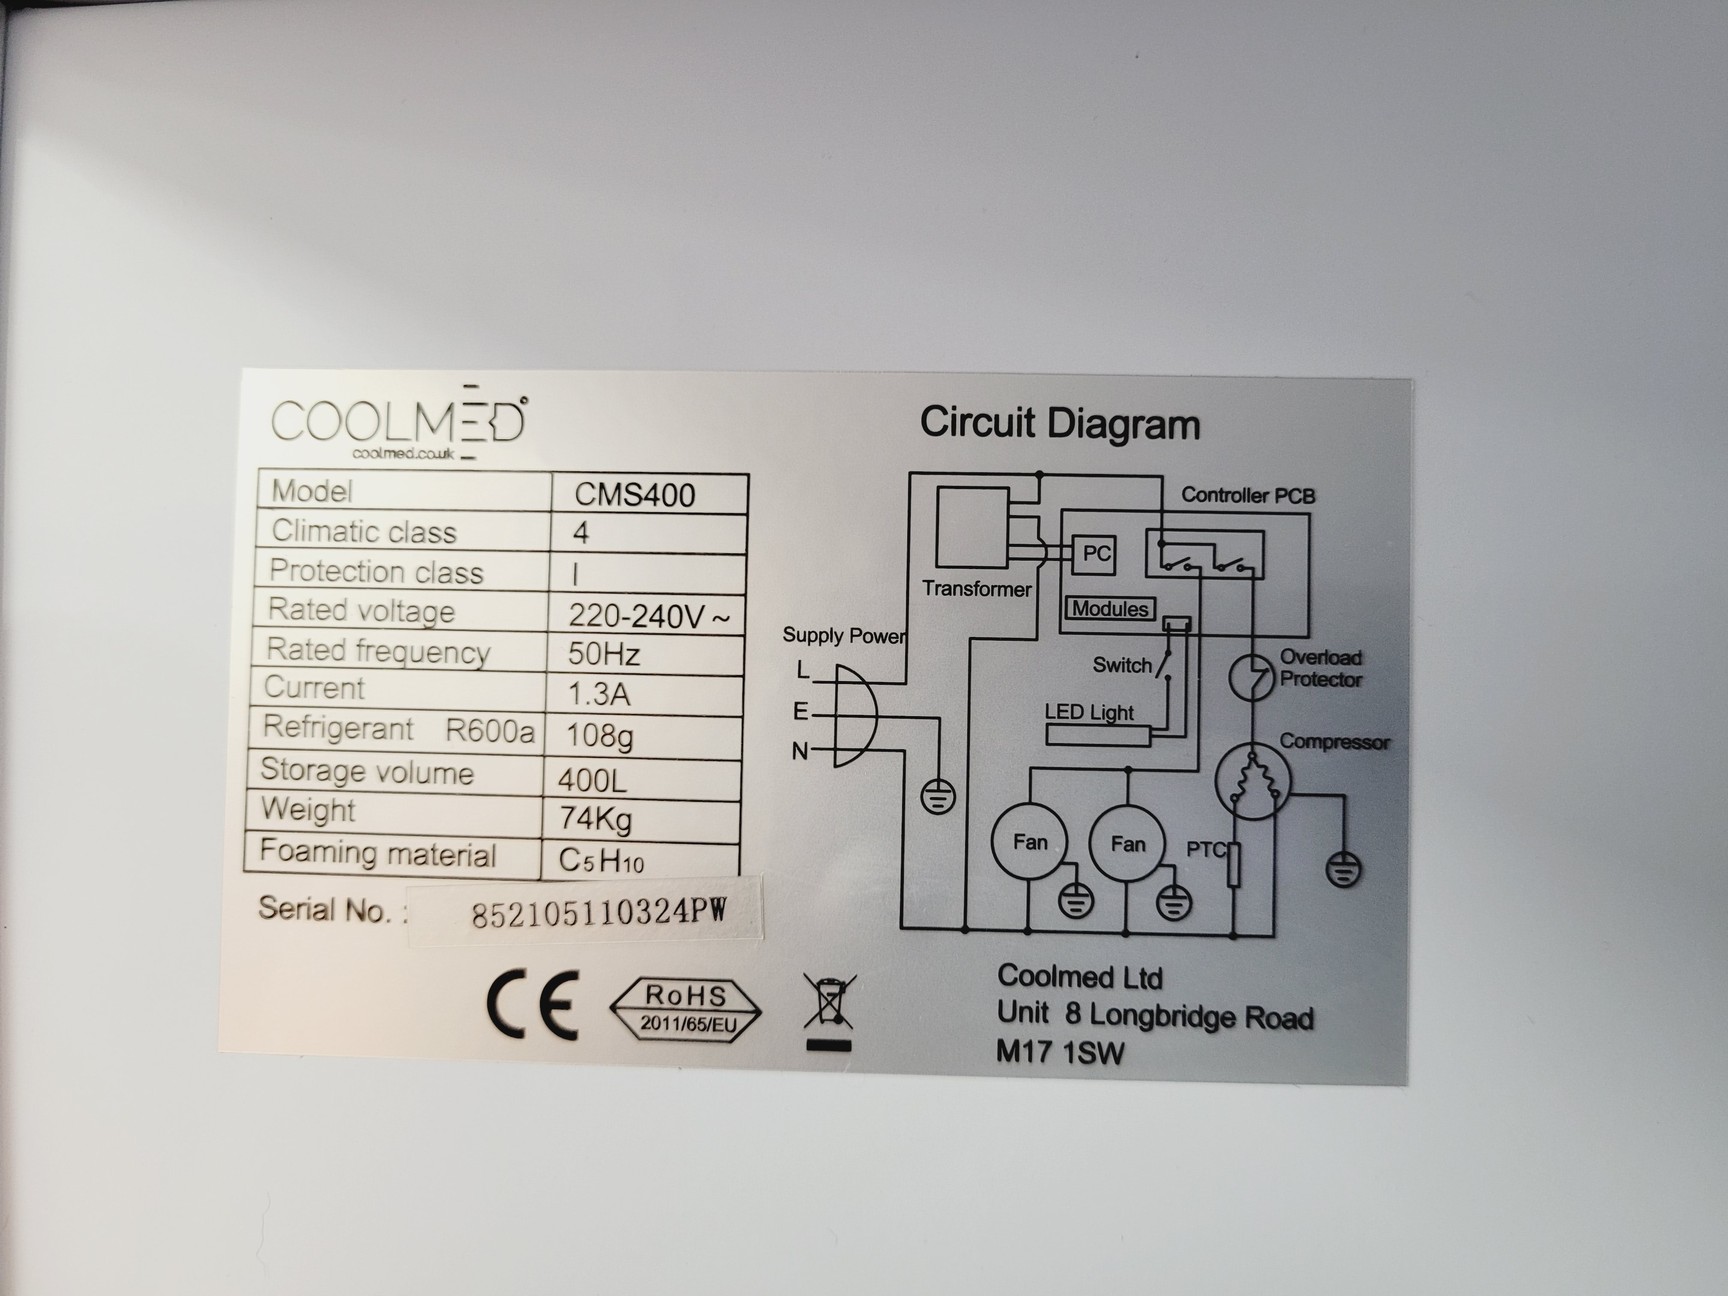 COOLMED°
coolmed.co.uk
Model CMS400
Climatic class 4
Protection class I
Rated voltage 220-240V ~
Rated frequency 50Hz
Current 1.3A
Refrigerant R600a 108g
Storage volume 400L
Weight 74Kg
Foaming material C5H10
Serial No. : 852105110324PW
CE
RoHS
2011/65/EU
Circuit Diagram
Controller PCB
PC
Transformer
Modules
Supply Power
L
E
N
Switch
Overload
Protector
LED Light
Compressor
Fan
Fan
PTC
Coolmed Ltd
Unit 8 Longbridge Road
M17 1SW